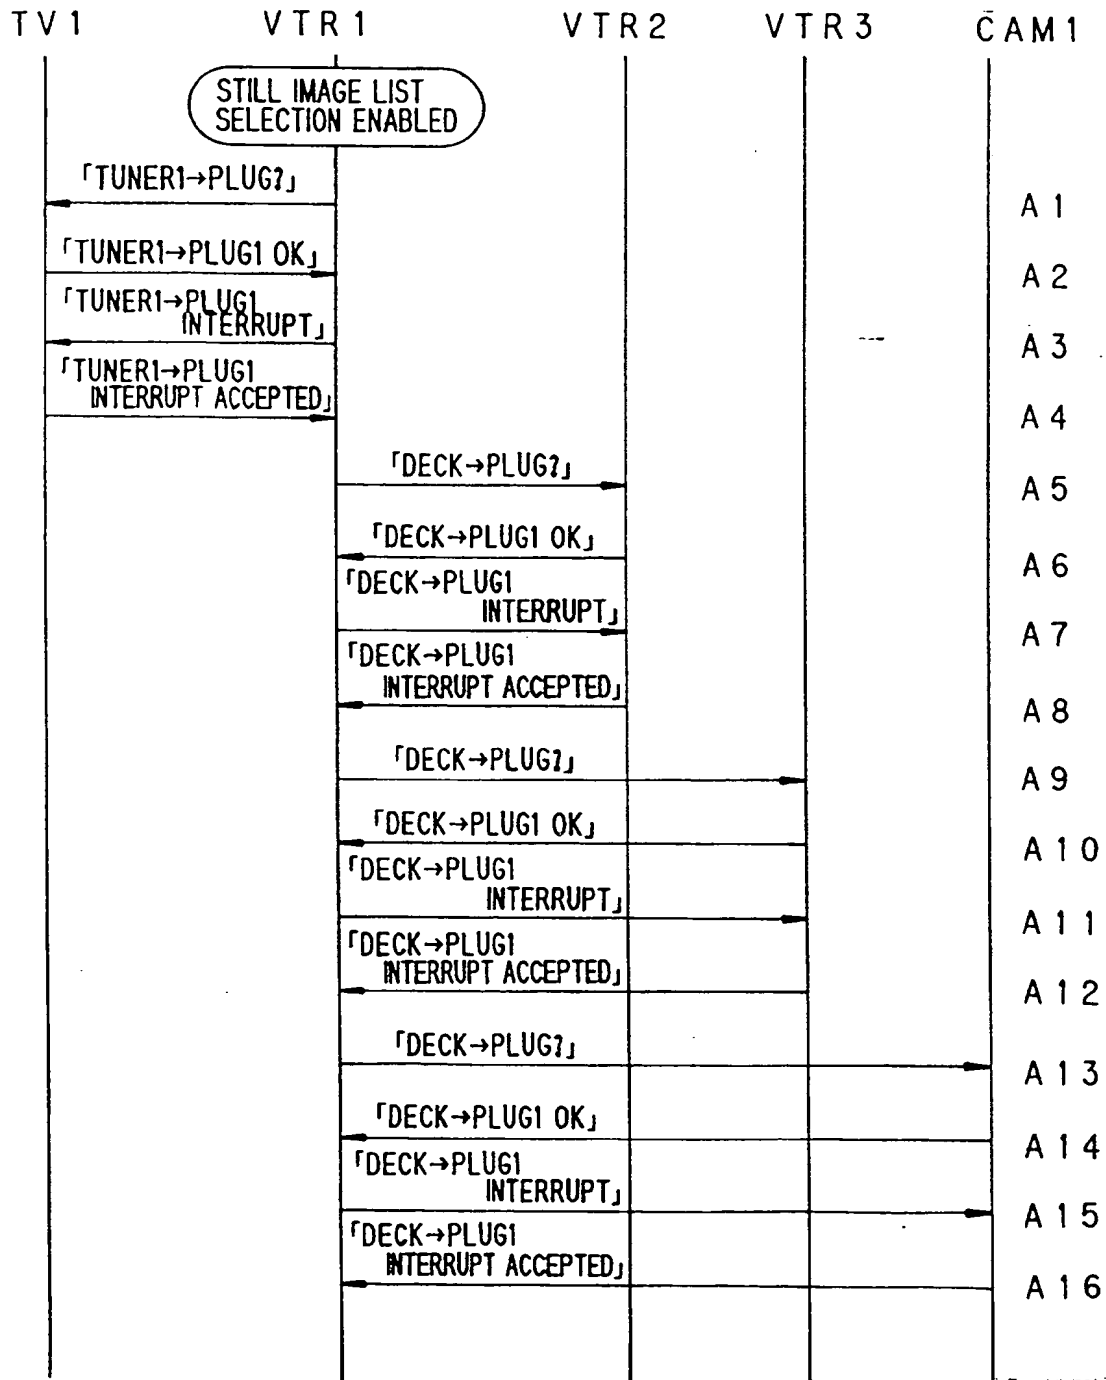 TV1 VTR1 VTR2 VTR3 CAM1
STILL IMAGE LIST
SELECTION ENABLED
「TUNER1→PLUG?」
A1
「TUNER1→PLUG1 OK」
A2
「TUNER1→PLUG1
INTERRUPT」
A3
「TUNER1→PLUG1
INTERRUPT ACCEPTED」
A4
「DECK→PLUG?」
A5
「DECK→PLUG1 OK」
A6
「DECK→PLUG1
INTERRUPT」
A7
「DECK→PLUG1
INTERRUPT ACCEPTED」
A8
「DECK→PLUG?」
A9
「DECK→PLUG1 OK」
A10
「DECK→PLUG1
INTERRUPT」
A11
「DECK→PLUG1
INTERRUPT ACCEPTED」
A12
「DECK→PLUG?」
A13
「DECK→PLUG1 OK」
A14
「DECK→PLUG1
INTERRUPT」
A15
「DECK→PLUG1
INTERRUPT ACCEPTED」
A16